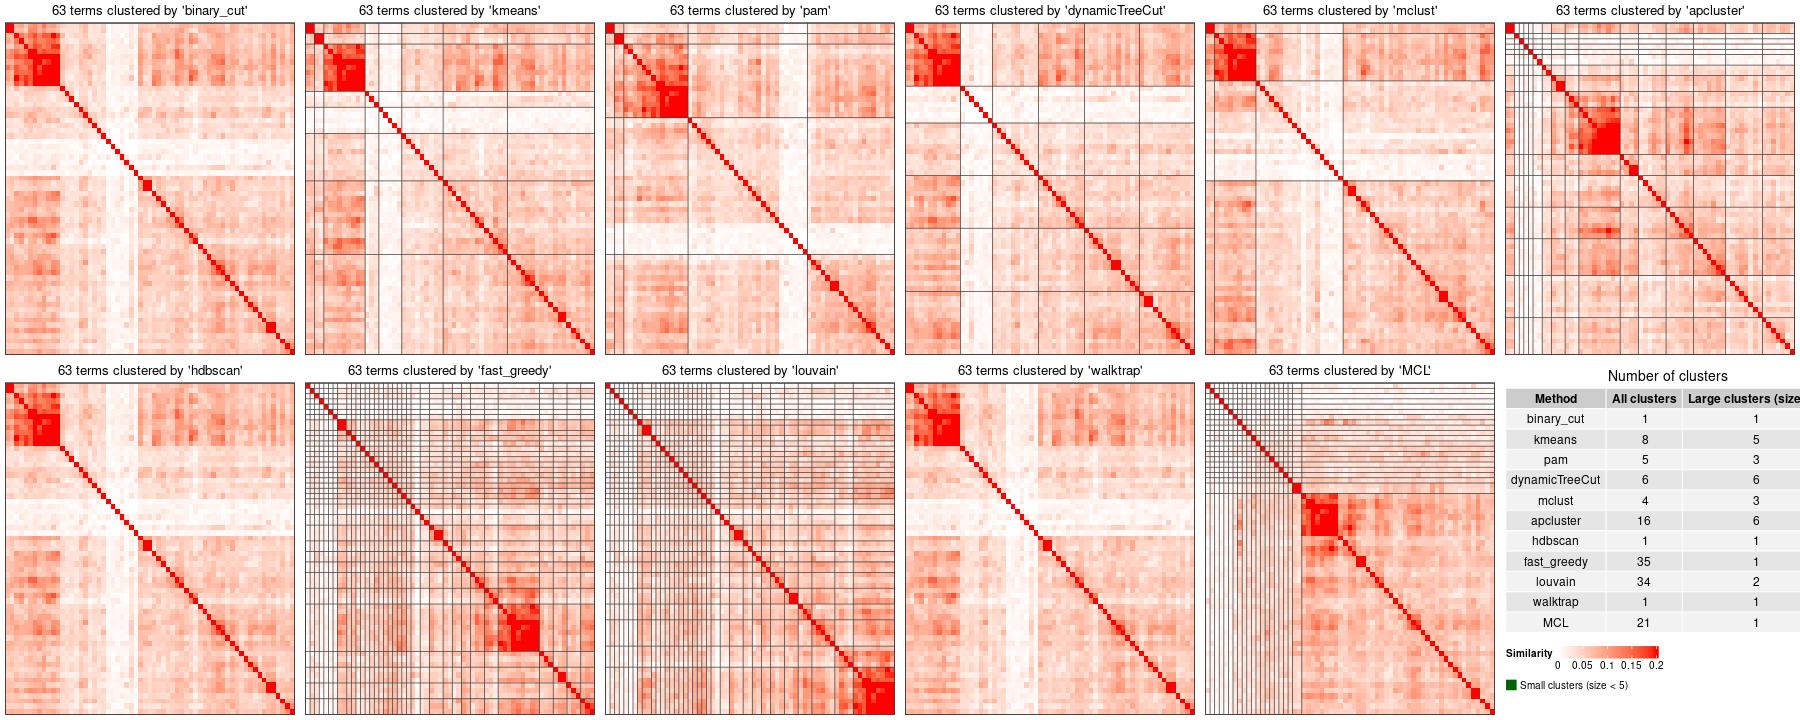 63 terms clustered by 'binary_cut'
63 terms clustered by 'kmeans'
63 terms clustered by 'pam'
63 terms clustered by 'dynamicTreeCut'
63 terms clustered by 'mclust'
63 terms clustered by 'apcluster'
63 terms clustered by 'hdbscan'
63 terms clustered by 'fast_greedy'
63 terms clustered by 'louvain'
63 terms clustered by 'walktrap'
63 terms clustered by 'MCL'
Number of clusters
Method All clusters Large clusters (size
binary_cut 1 1
kmeans 8 5
pam 5 3
dynamicTreeCut 6 6
mclust 4 3
apcluster 16 6
hdbscan 1 1
fast_greedy 35 1
louvain 34 2
walktrap 1 1
MCL 21 1
Similarity
0 0.05 0.1 0.15 0.2
Small clusters (size < 5)